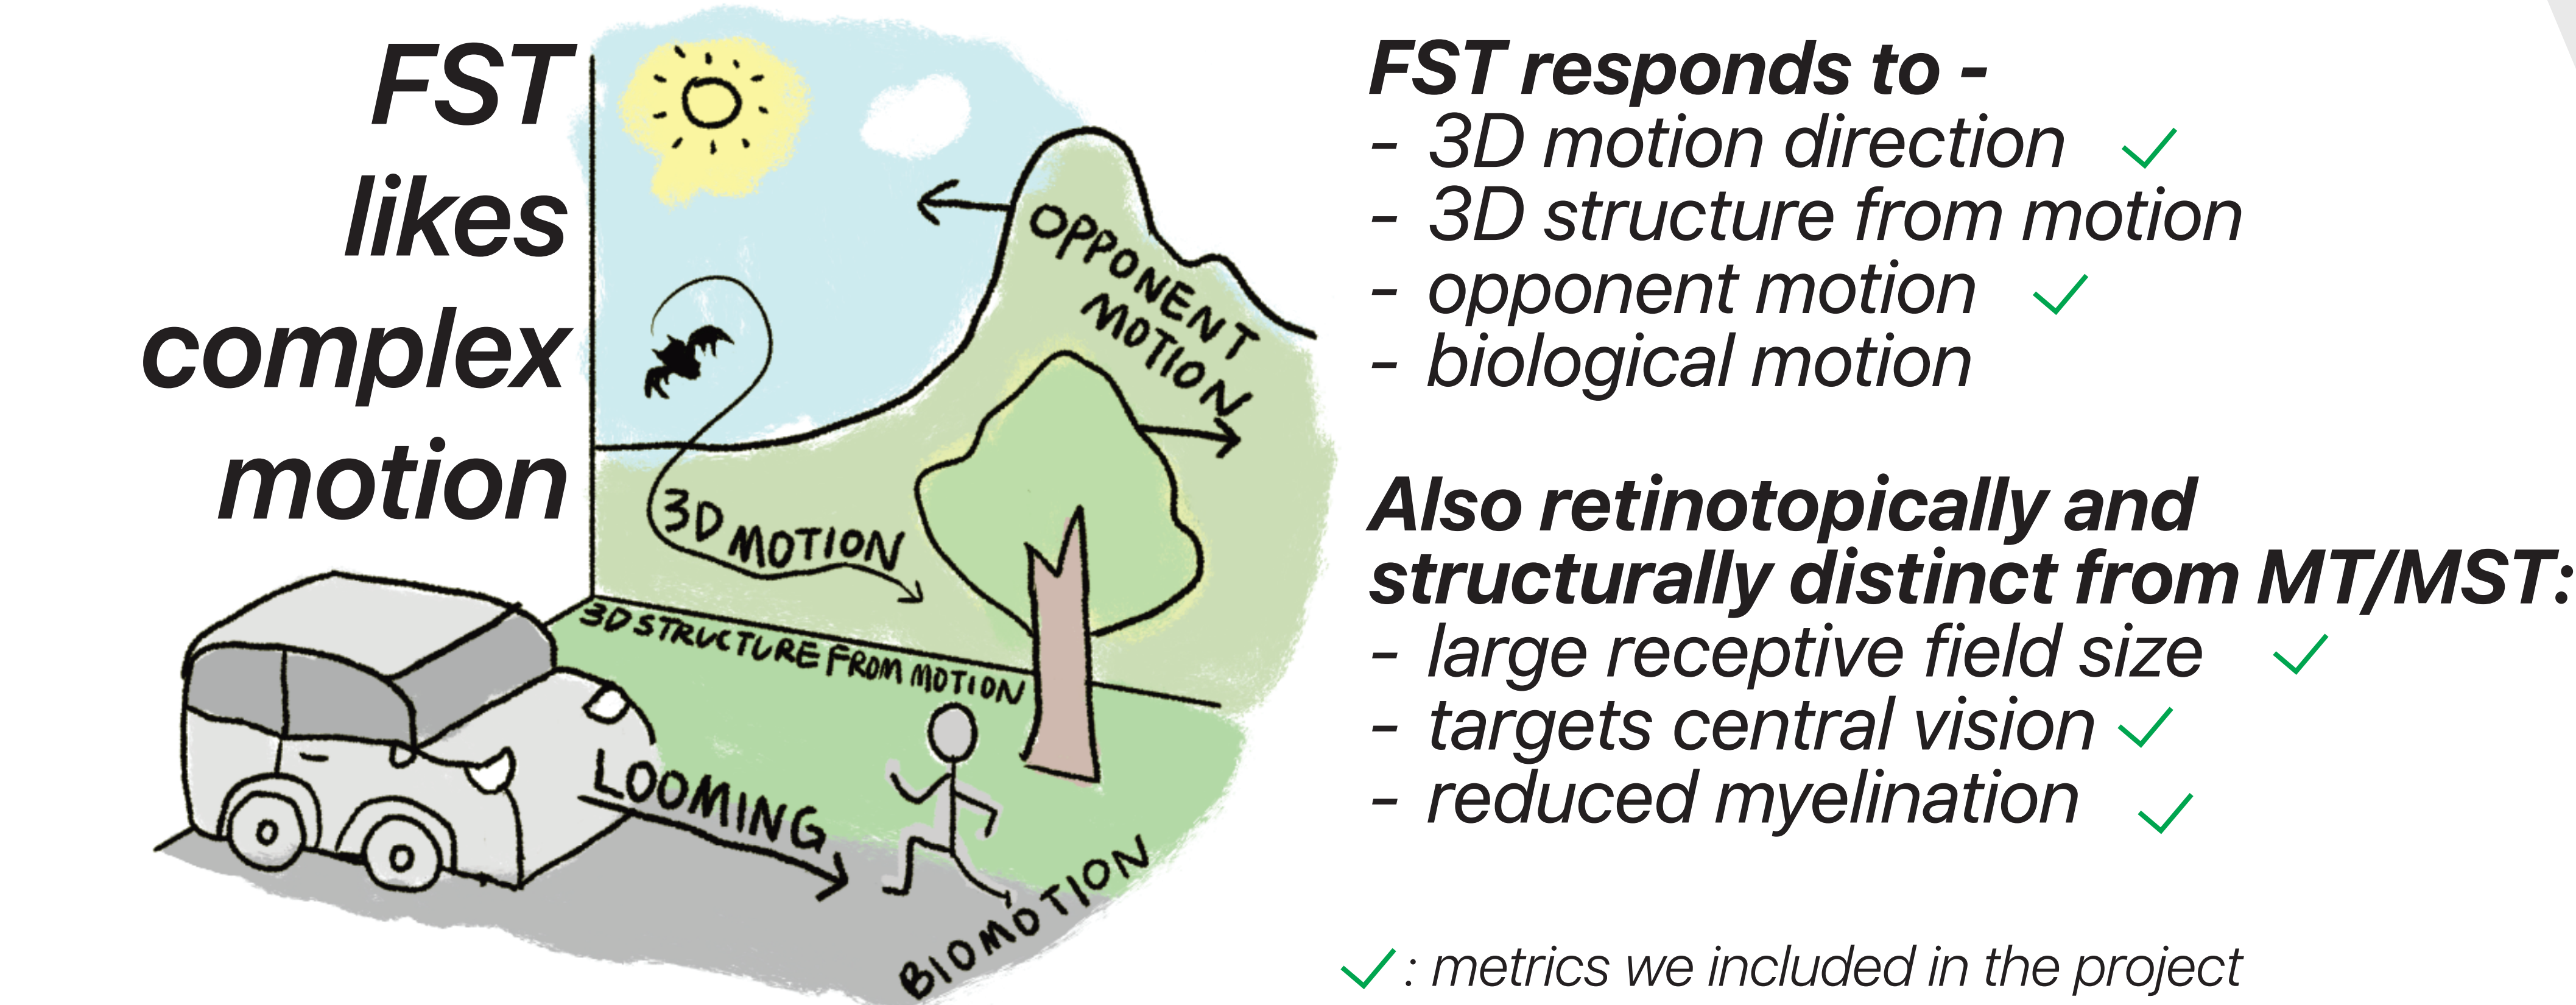 FST
likes
complex
motion
OPPONENT
MOTION
3D MOTION
3D STRUCTURE FROM MOTION
LOOMING
BIOMOTION
FST responds to -
- 3D motion direction ✓
- 3D structure from motion
- opponent motion ✓
- biological motion
Also retinotopically and
structurally distinct from MT/MST:
- large receptive field size ✓
- targets central vision ✓
- reduced myelination ✓
✓ : metrics we included in the project